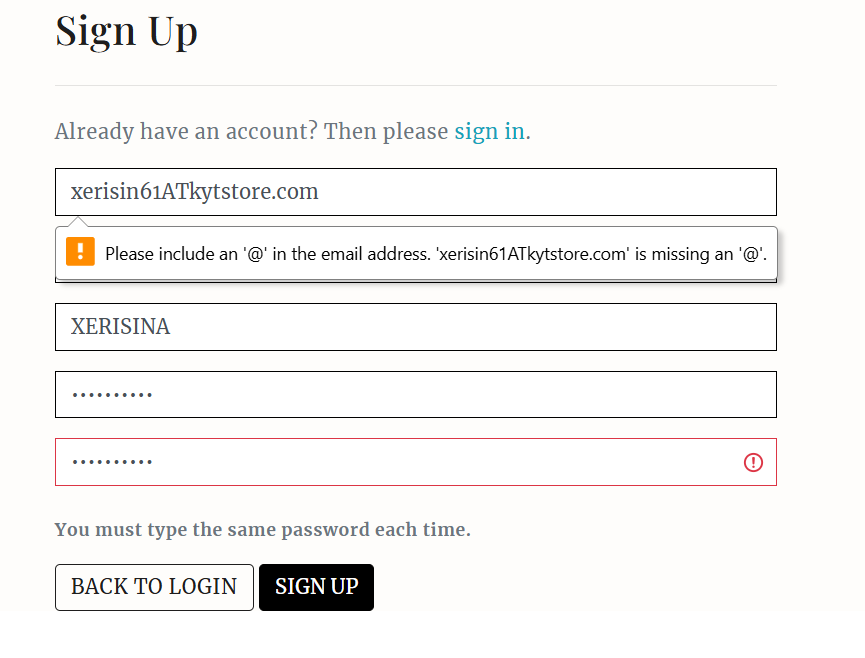 Sign Up
Already have an account? Then please sign in.
xerisin61ATkytstore.com
Please include an '@' in the email address. 'xerisin61ATkytstore.com' is missing an '@'.
XERISINA
••••••••••
••••••••••
You must type the same password each time.
BACK TO LOGIN SIGN UP